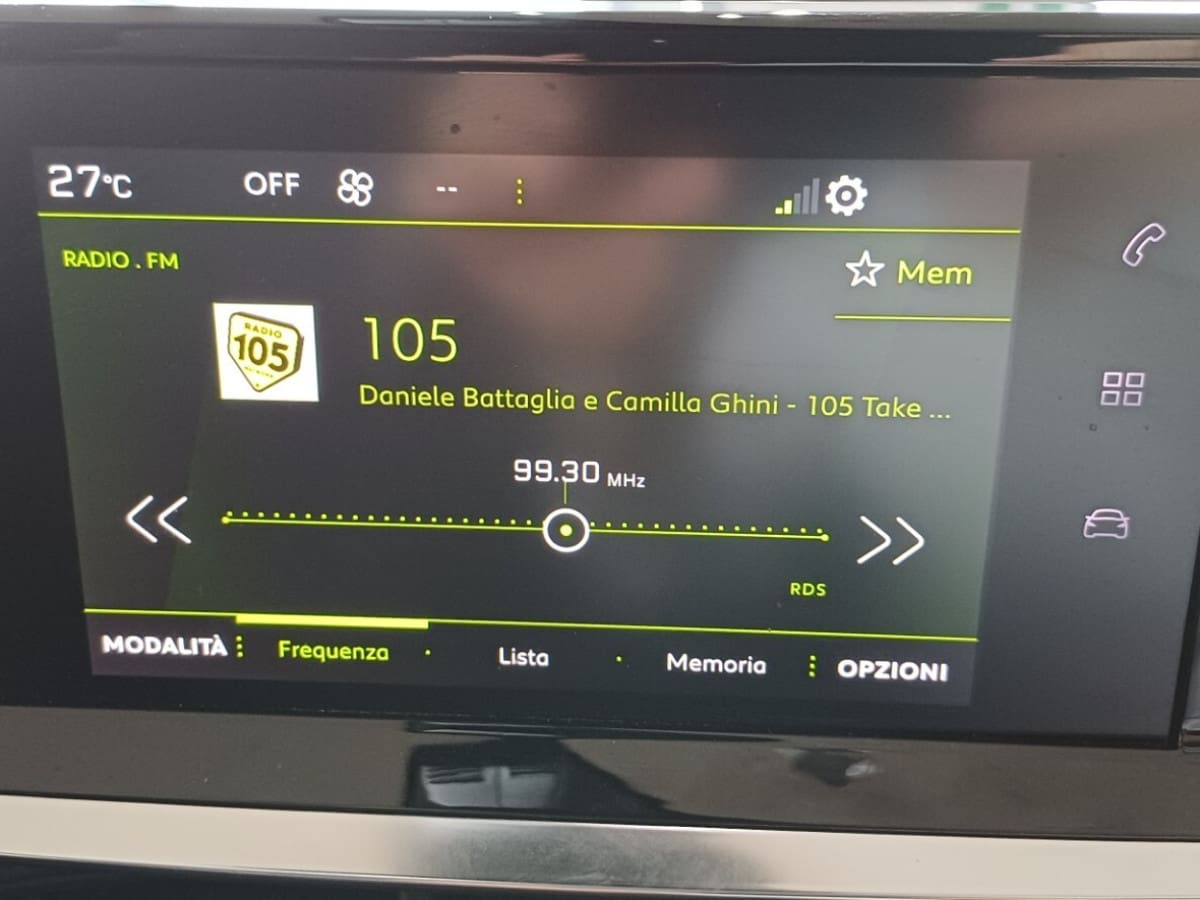 27°C OFF -- 
RADIO . FM
Mem
RADIO
105
105
Daniele Battaglia e Camilla Ghini - 105 Take ...
99.30 MHz
RDS
MODALITÀ Frequenza Lista Memoria OPZIONI